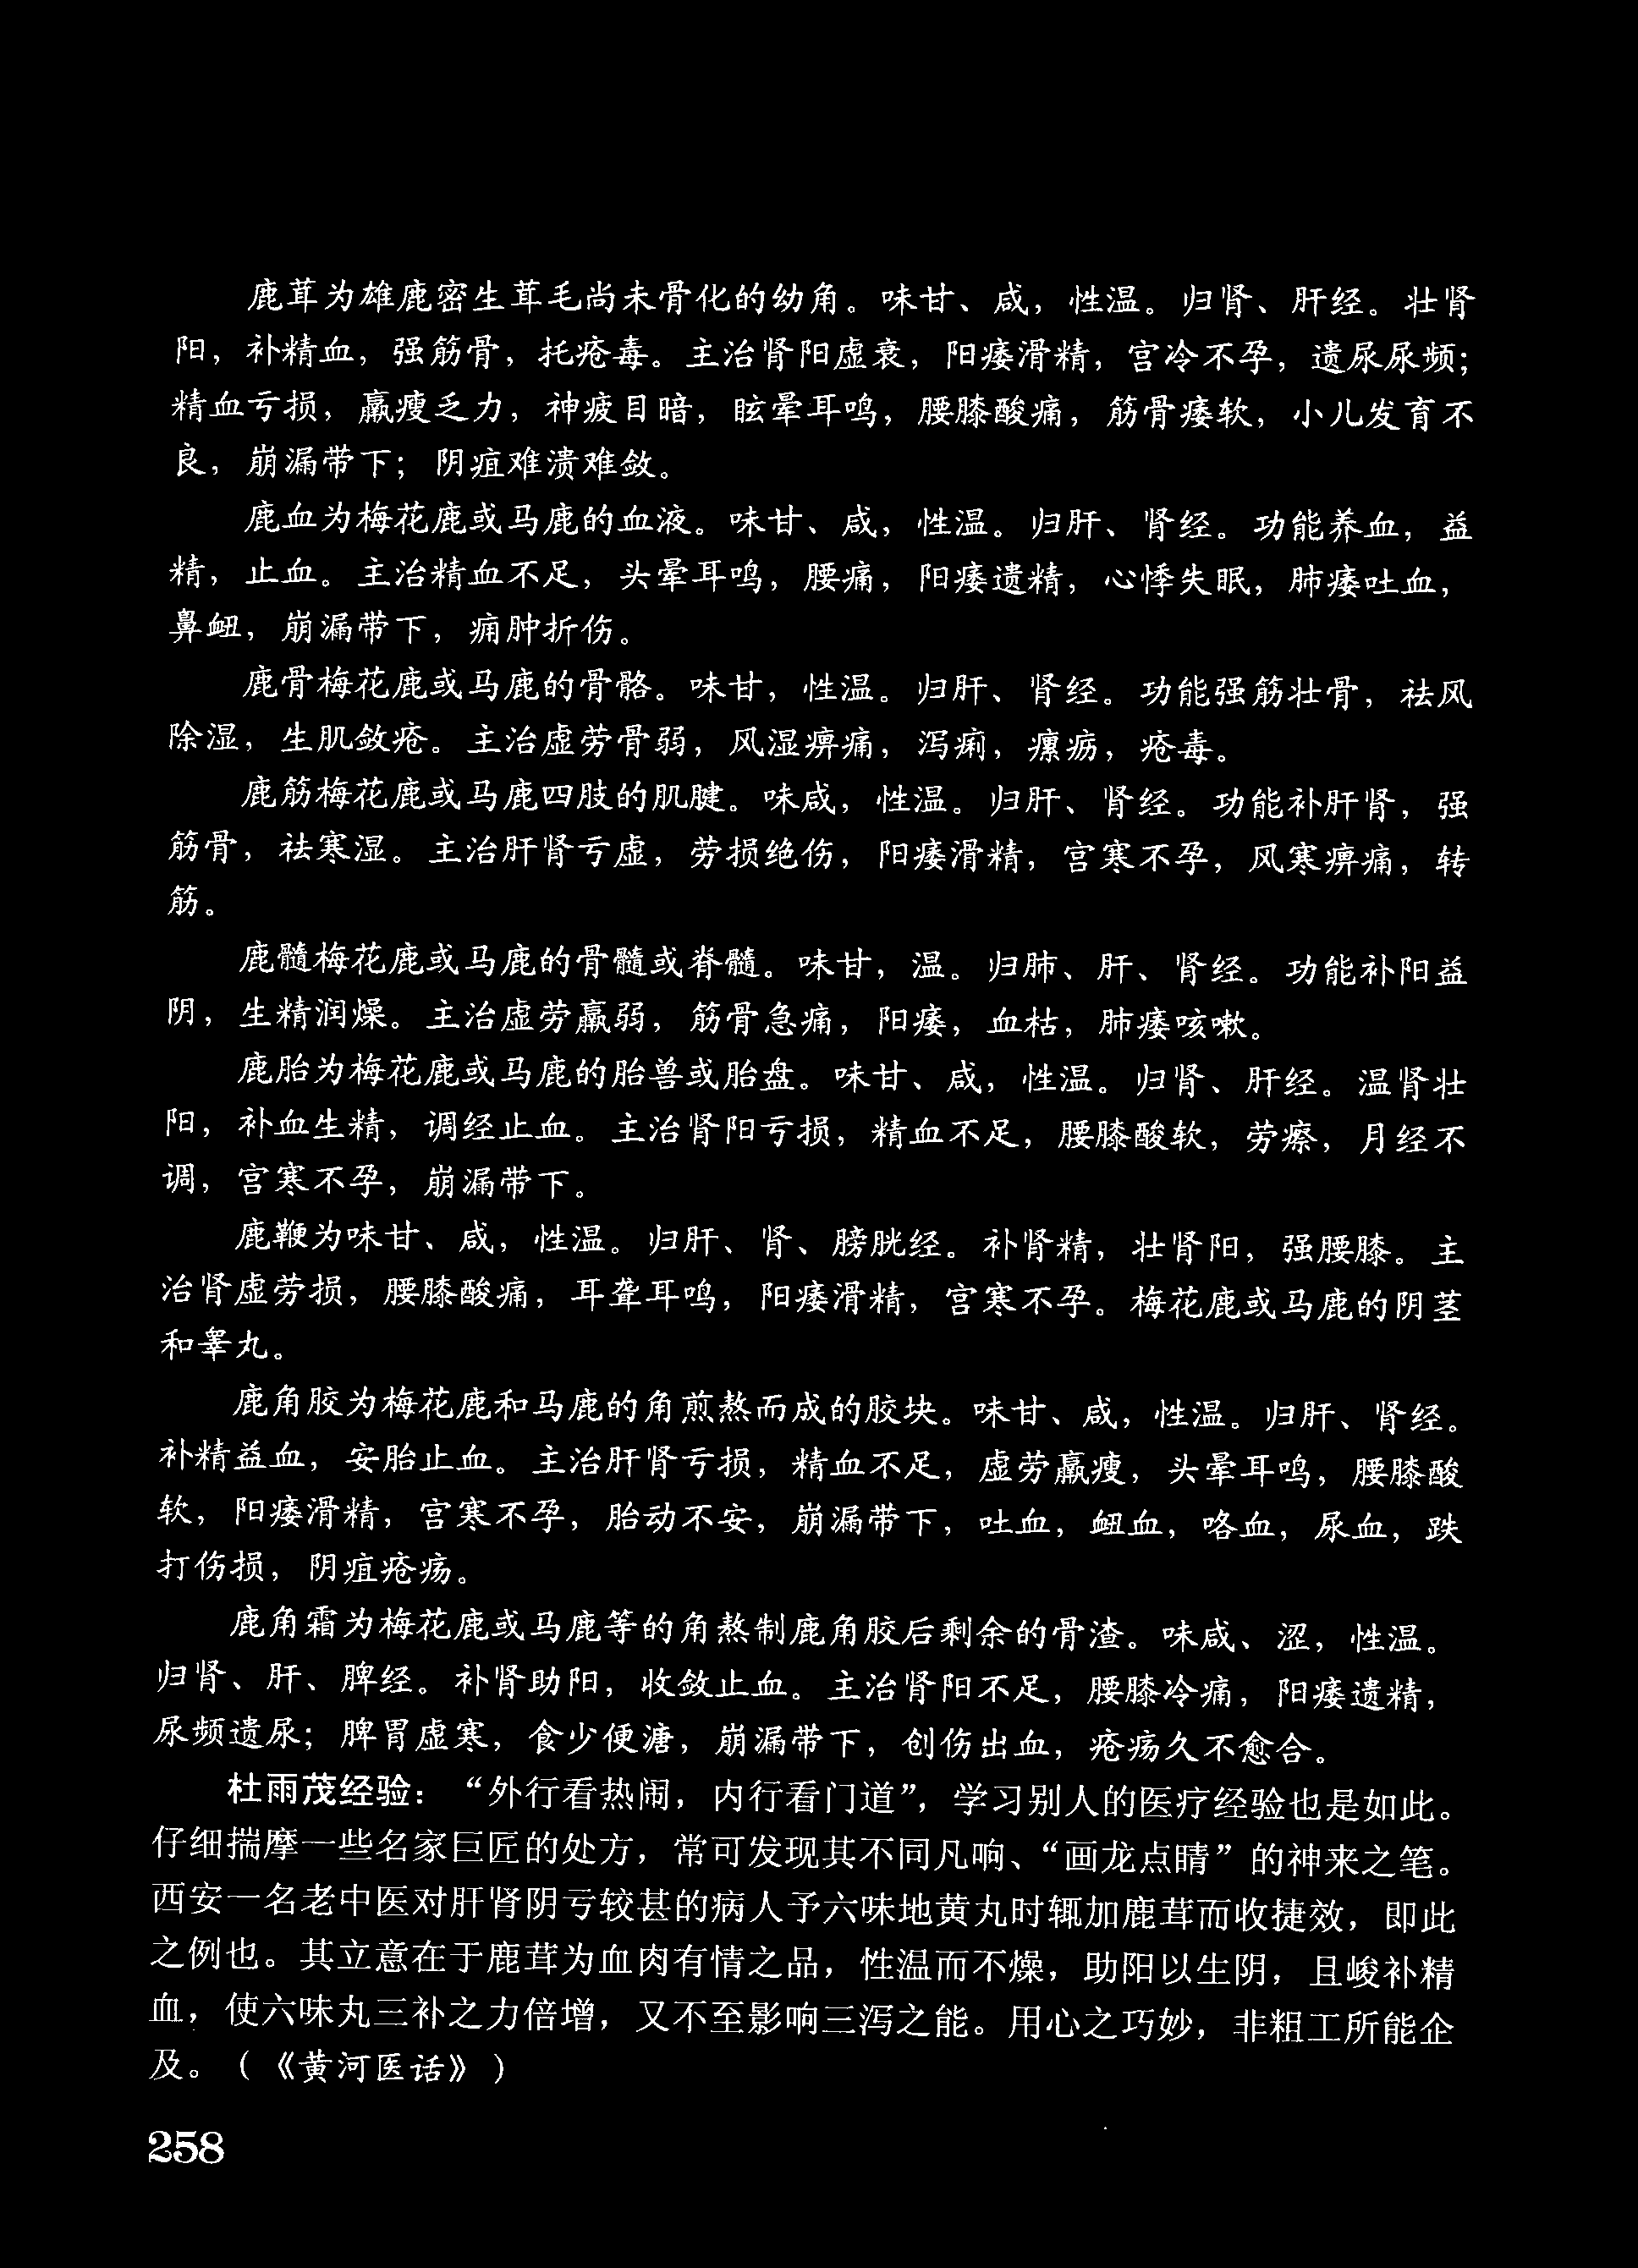 鹿茸为雄鹿密生茸毛尚未骨化的幼角。味甘、咸，性温。归肾、肝经。壮肾
阳，补精血，强筋骨，托疮毒。主治肾阳虚衰，阳痿滑精，宫冷不孕，遗尿尿频；
精血亏损，羸瘦乏力，神疲目暗，眩晕耳鸣，腰膝酸痛，筋骨痿软，小儿发育不
良，崩漏带下；阴疽难溃难敛。
鹿血为梅花鹿或马鹿的血液。味甘、咸，性温。归肝、肾经。功能养血，益
精，止血。主治精血不足，头晕耳鸣，腰痛，阳痿遗精，心悸失眠，肺痿吐血，
鼻衄，崩漏带下，痈肿折伤。
鹿骨梅花鹿或马鹿的骨骼。味甘，性温。归肝、肾经。功能强筋壮骨，祛风
除湿，生肌敛疮。主治虚劳骨弱，风湿痹痛，泻痢，瘰疬，疮毒。
鹿筋梅花鹿或马鹿四肢的肌腱。味咸，性温。归肝、肾经。功能补肝肾，强
筋骨，祛寒湿。主治肝肾亏虚，劳损绝伤，阳痿滑精，宫寒不孕，风寒痹痛，转
筋。
鹿髓梅花鹿或马鹿的骨髓或脊髓。味甘，温。归肺、肝、肾经。功能补阳益
阴，生精润燥。主治虚劳羸弱，筋骨急痛，阳痿，血枯，肺痿咳嗽。
鹿胎为梅花鹿或马鹿的胎兽或胎盘。味甘、咸，性温。归肾、肝经。温肾壮
阳，补血生精，调经止血。主治肾阳亏损，精血不足，腰膝酸软，劳瘵，月经不
调，宫寒不孕，崩漏带下。
鹿鞭为味甘、咸，性温。归肝、肾、膀胱经。补肾精，壮肾阳，强腰膝。主
治肾虚劳损，腰膝酸痛，耳聋耳鸣，阳痿滑精，宫寒不孕。梅花鹿或马鹿的阴茎
和睾丸。
鹿角胶为梅花鹿和马鹿的角煎熬而成的胶块。味甘、咸，性温。归肝、肾经。
补精益血，安胎止血。主治肝肾亏损，精血不足，虚劳羸瘦，头晕耳鸣，腰膝酸
软，阳痿滑精，宫寒不孕，胎动不安，崩漏带下，吐血，衄血，咯血，尿血，跌
打伤损，阴疽疮疡。
鹿角霜为梅花鹿或马鹿等的角熬制鹿角胶后剩余的骨渣。味咸、涩，性温。
归肾、肝、脾经。补肾助阳，收敛止血。主治肾阳不足，腰膝冷痛，阳痿遗精，
尿频遗尿；脾胃虚寒，食少便溏，崩漏带下，创伤出血，疮疡久不愈合。
杜雨茂经验：“外行看热闹，内行看门道”，学习别人的医疗经验也是如此。
仔细揣摩一些名家巨匠的处方，常可发现其不同凡响、“画龙点睛”的神来之笔。
西安一名老中医对肝肾阴亏较甚的病人予六味地黄丸时辄加鹿茸而收捷效，即此
之例也。其立意在于鹿茸为血肉有情之品，性温而不燥，助阳以生阴，且峻补精
血，使六味丸三补之力倍增，又不至影响三泻之能。用心之巧妙，非粗工所能企
及。（《黄河医话》）
258